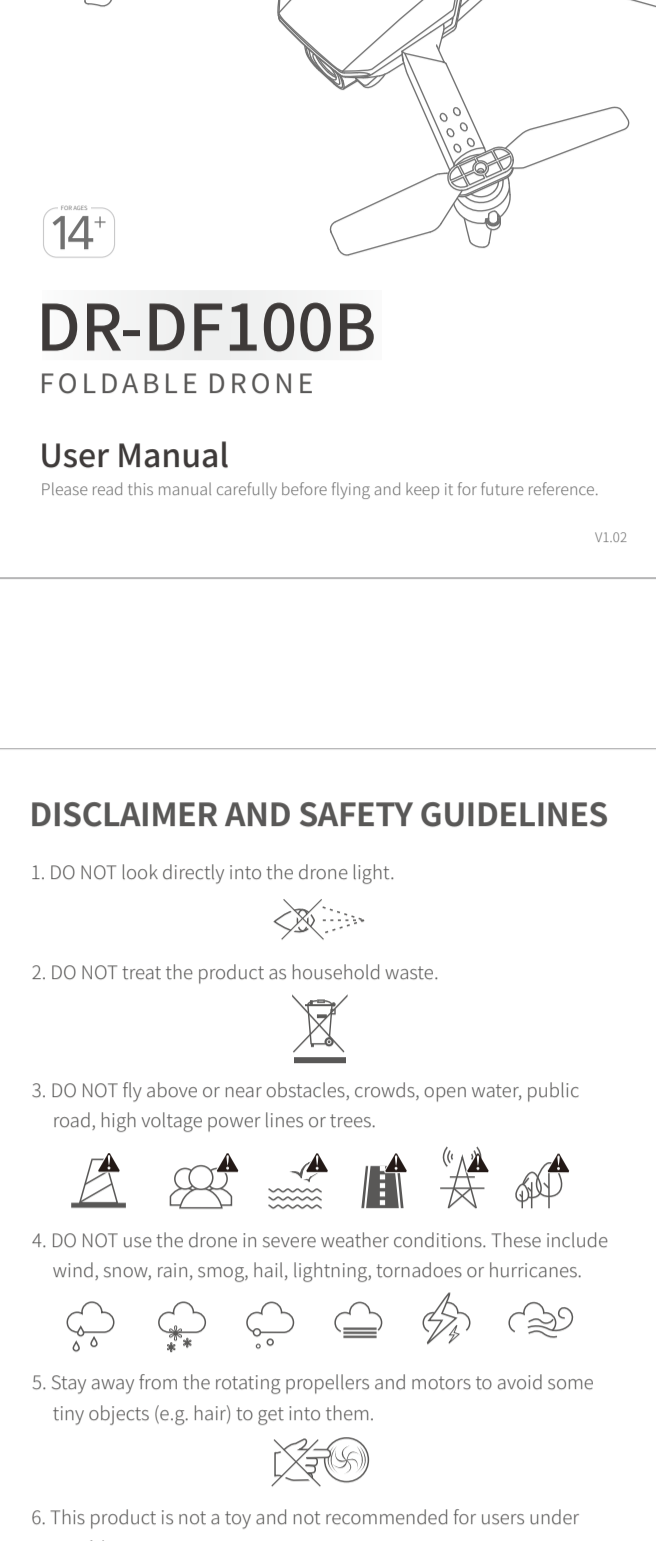 FOR AGES
14+
DR-DF100B
FOLDABLE DRONE
User Manual
Please read this manual carefully before flying and keep it for future reference.
V1.02
DISCLAIMER AND SAFETY GUIDELINES
1. DO NOT look directly into the drone light.
2. DO NOT treat the product as household waste.
3. DO NOT fly above or near obstacles, crowds, open water, public
road, high voltage power lines or trees.
4. DO NOT use the drone in severe weather conditions. These include
wind, snow, rain, smog, hail, lightning, tornadoes or hurricanes.
5. Stay away from the rotating propellers and motors to avoid some
tiny objects (e.g. hair) to get into them.
6. This product is not a toy and not recommended for users under